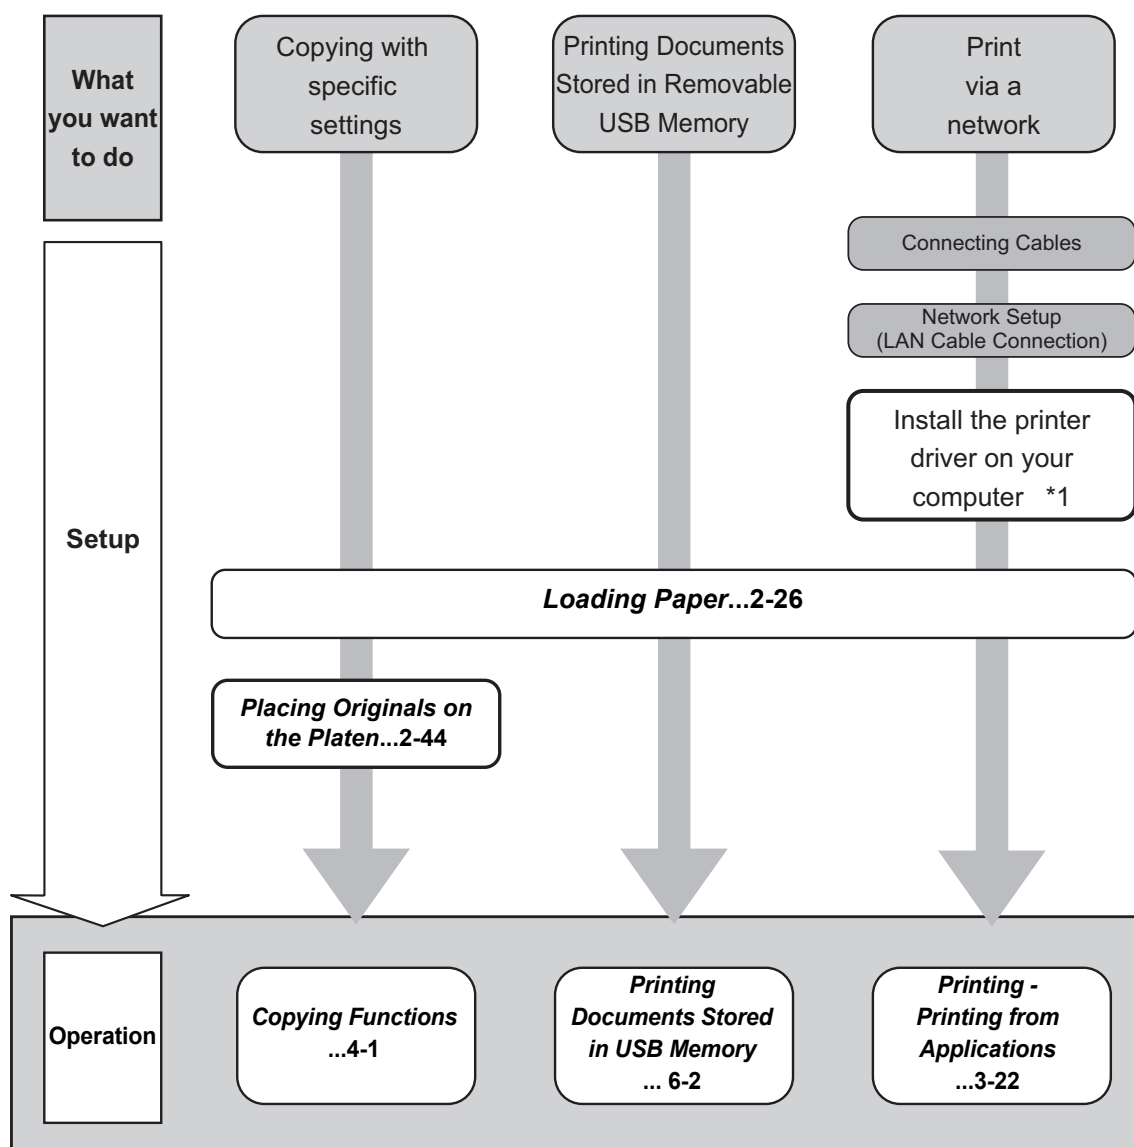 What
you want
to do
Copying with
specific
settings
Printing Documents
Stored in Removable
USB Memory
Print
via a
network
Connecting Cables
Network Setup
(LAN Cable Connection)
Install the printer
driver on your
computer *1
Setup
Loading Paper...2-26
Placing Originals on
the Platen...2-44
Operation
Copying Functions
...4-1
Printing
Documents Stored
in USB Memory
... 6-2
Printing -
Printing from
Applications
...3-22